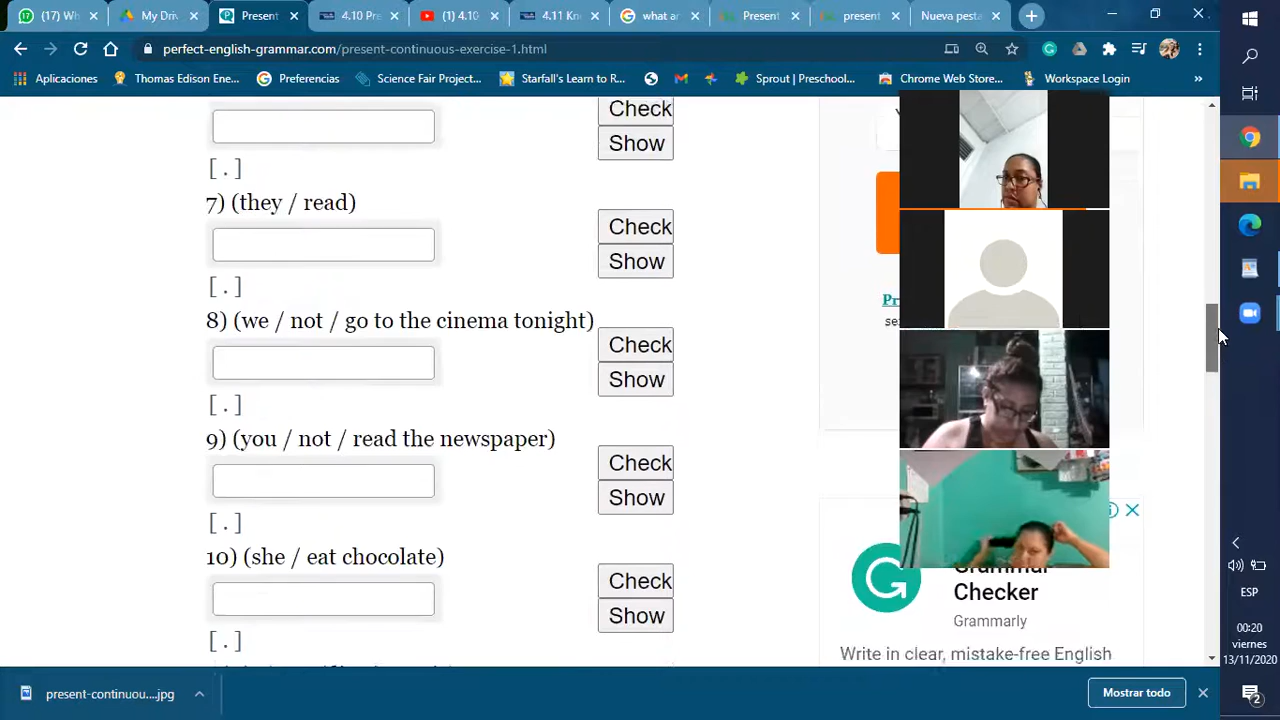 (17) Wh
My Driv
Present
4.10 Pre
(1) 4.10
4.11 Kn
what ar
Present
present
Nueva pesta
perfect-english-grammar.com/present-continuous-exercise-1.html
Aplicaciones
Thomas Edison Ene...
Preferencias
Science Fair Project...
Starfall's Learn to R...
Sprout | Preschool...
Chrome Web Store...
Workspace Login
»
Check
Show
[ . ]
7) (they / read)
Check
Show
[ . ]
8) (we / not / go to the cinema tonight)
Check
Show
[ . ]
9) (you / not / read the newspaper)
Check
Show
[ . ]
10) (she / eat chocolate)
Check
Show
[ . ]
Grammar
Checker
Grammarly
Write in clear, mistake-free English
present-continuou....jpg
Mostrar todo
ESP
00:20
viernes
13/11/2020
2